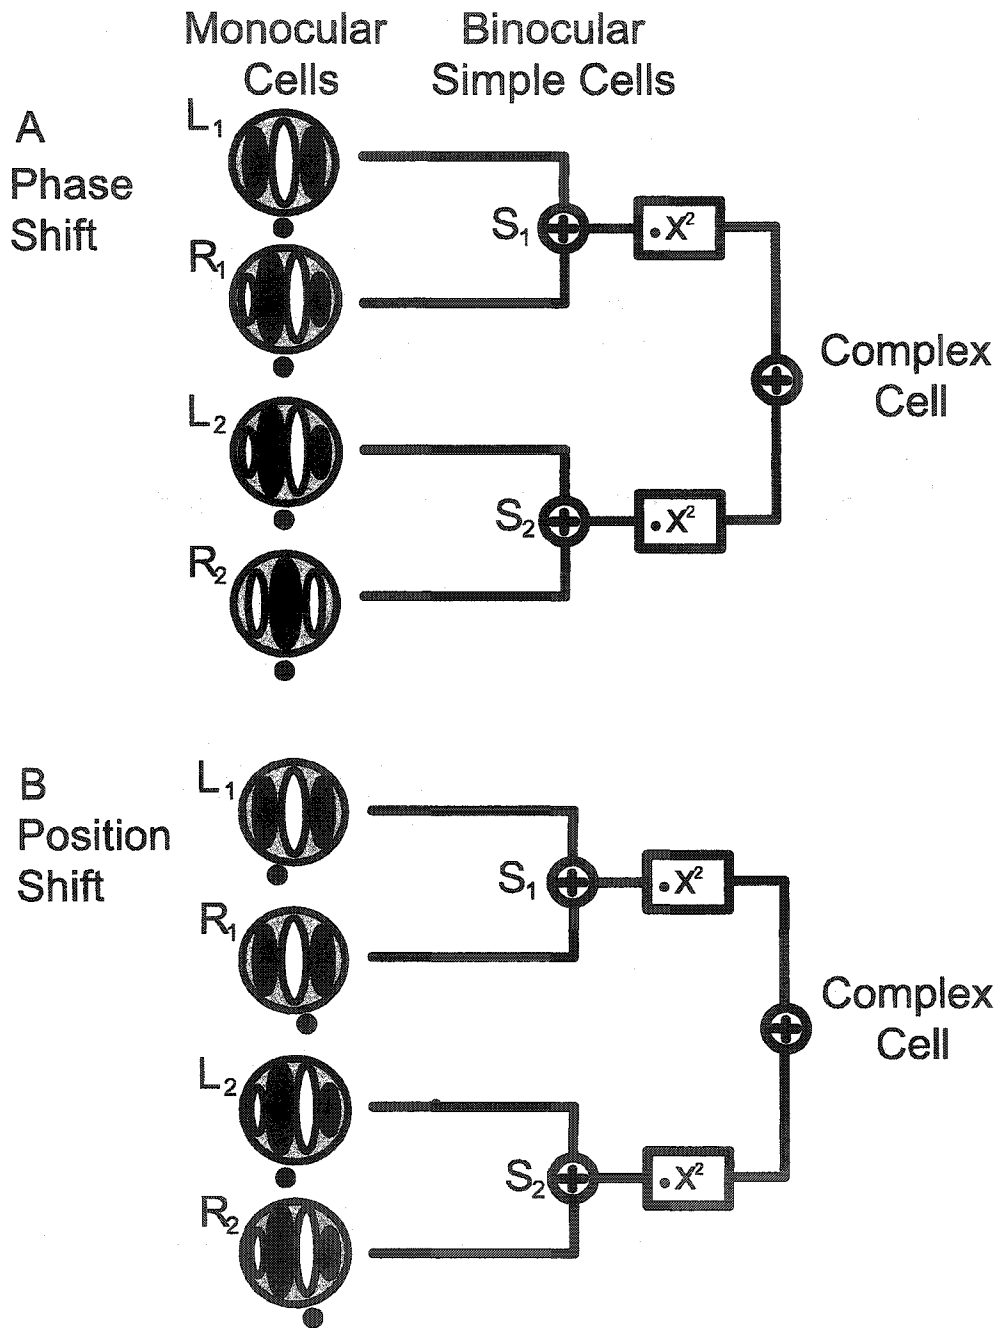 Monocular Cells
Binocular Simple Cells
A
Phase
Shift
L₁
R₁
S₁
.X²
L₂
R₂
S₂
.X²
Complex
Cell
B
Position
Shift
L₁
R₁
S₁
.X²
L₂
R₂
S₂
.X²
Complex
Cell